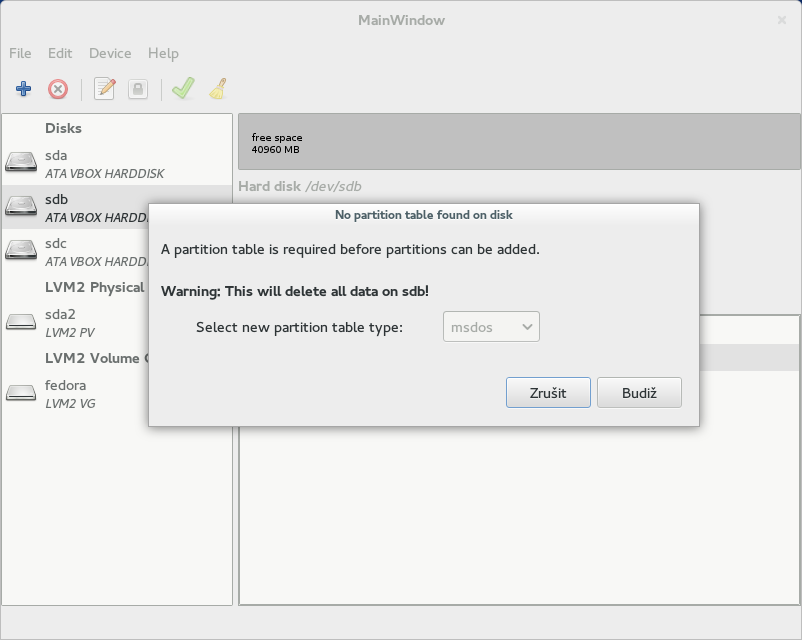 MainWindow
File Edit Device Help
Disks
sda
ATA VBOX HARDDISK
sdb
ATA VBOX HARDD
sdc
ATA VBOX HARDD
LVM2 Physical
sda2
LVM2 PV
LVM2 Volume
fedora
LVM2 VG
free space
40960 MB
Hard disk /dev/sdb
No partition table found on disk
A partition table is required before partitions can be added.
Warning: This will delete all data on sdb!
Select new partition table type: msdos
Zrušit Budiž